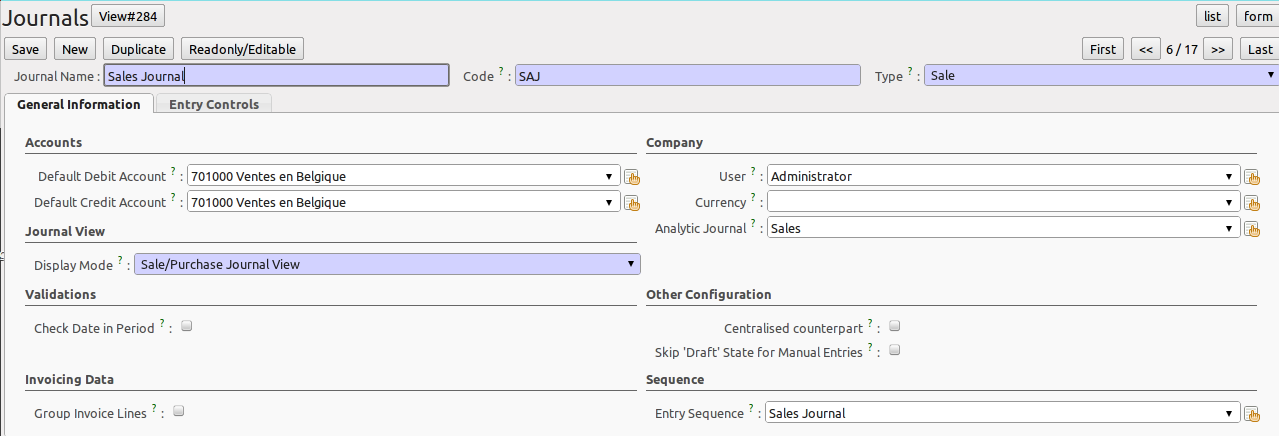 Journals View#284 list form
Save New Duplicate Readonly/Editable First << 6 / 17 >> Last
Journal Name : Sales Journal Code ? : SAJ Type ? : Sale
General Information Entry Controls
Accounts Company
Default Debit Account ? : 701000 Ventes en Belgique User ? : Administrator
Default Credit Account ? : 701000 Ventes en Belgique Currency ? :
Analytic Journal ? : Sales
Journal View
Display Mode ? : Sale/Purchase Journal View
Validations Other Configuration
Check Date in Period ? : Centralised counterpart ? :
Skip 'Draft' State for Manual Entries ? :
Invoicing Data Sequence
Group Invoice Lines ? : Entry Sequence ? : Sales Journal